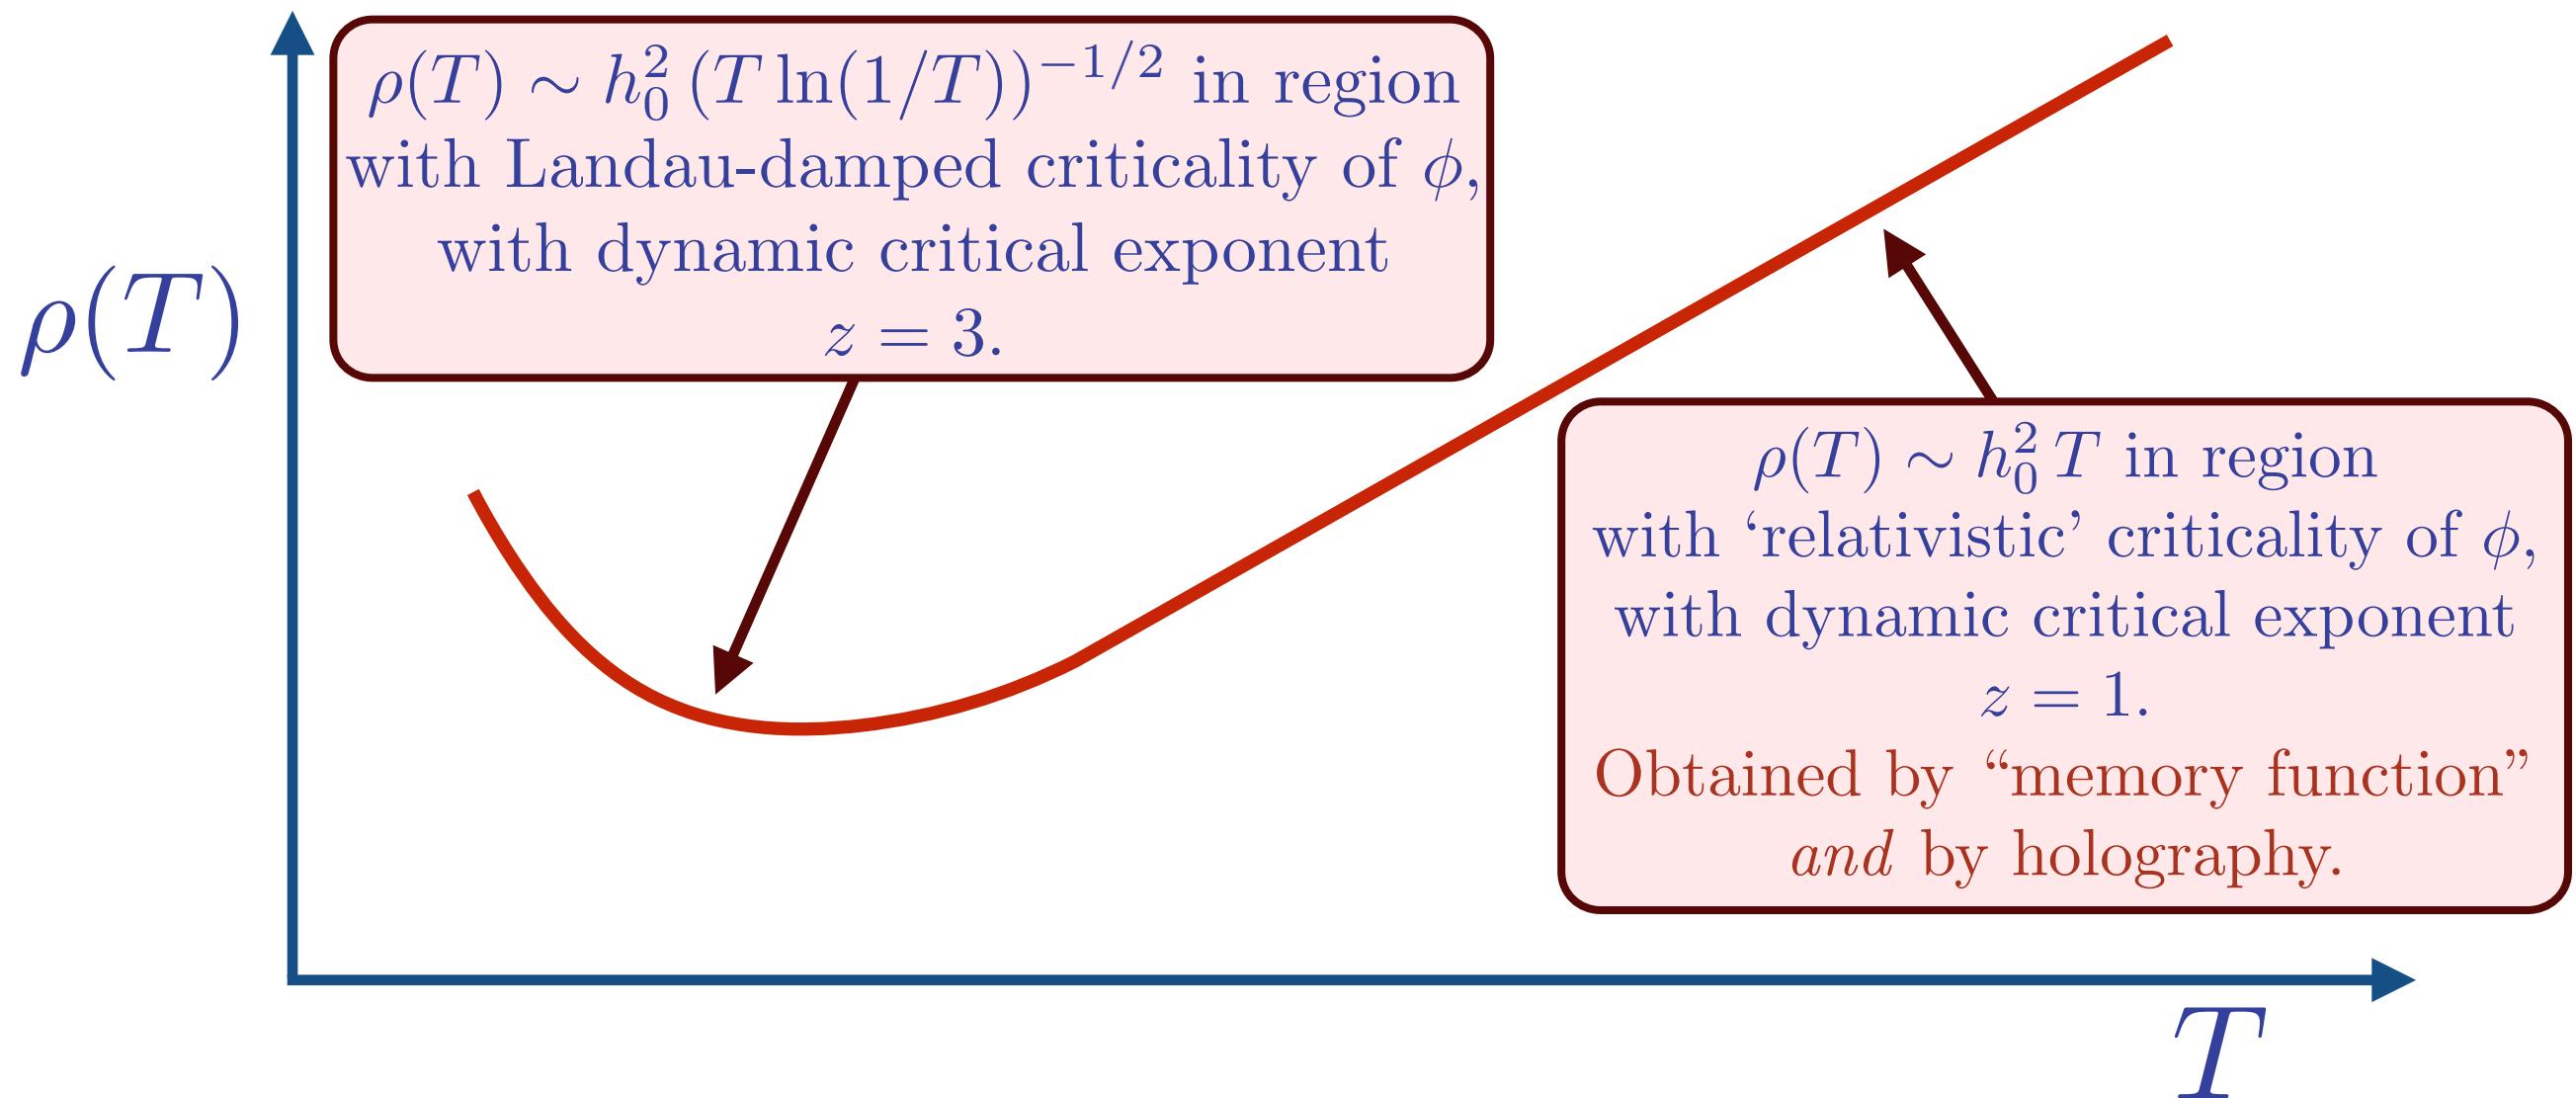 ρ(T) ∼ h₀² (T ln(1/T))^{−1/2} in region
with Landau-damped criticality of ϕ,
with dynamic critical exponent
z = 3.
ρ(T)
ρ(T) ∼ h₀² T in region
with ‘relativistic’ criticality of ϕ,
with dynamic critical exponent
z = 1.
Obtained by “memory function”
and by holography.
T